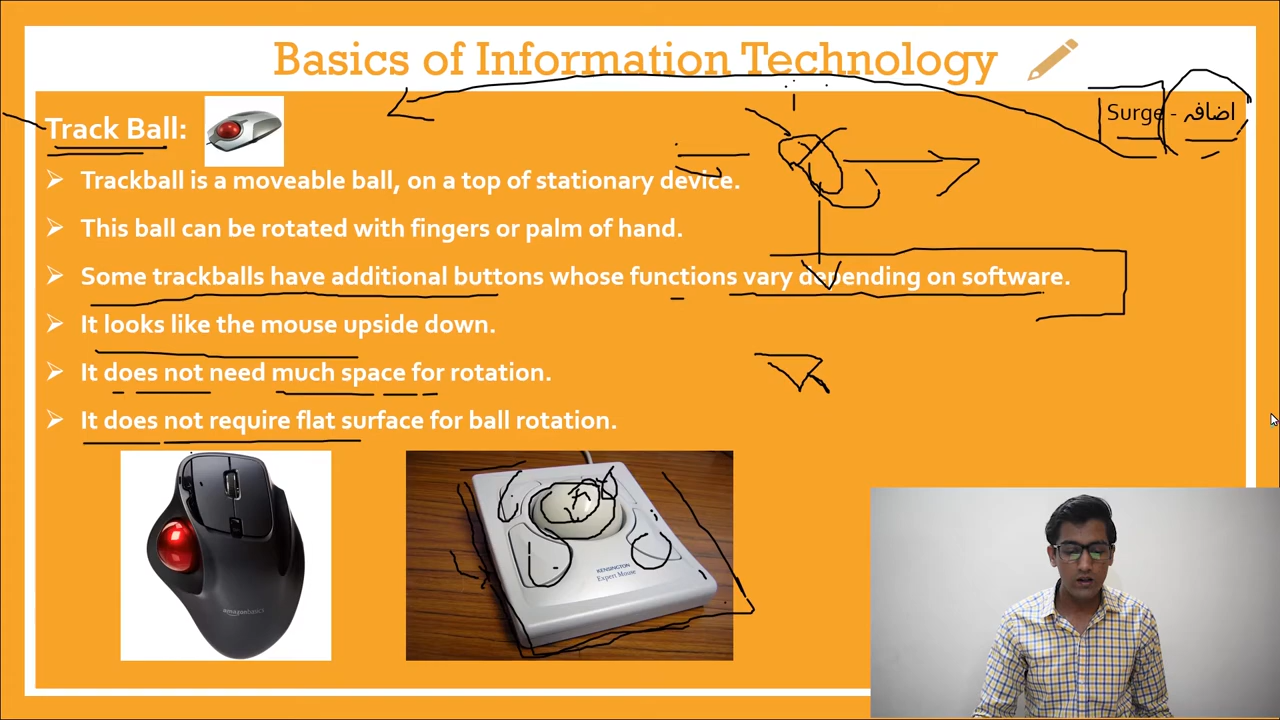 Basics of Information Technology
Surge - اضافہ
Track Ball:
➢ Trackball is a moveable ball, on a top of stationary device.
➢ This ball can be rotated with fingers or palm of hand.
➢ Some trackballs have additional buttons whose functions vary depending on software.
➢ It looks like the mouse upside down.
➢ It does not need much space for rotation.
➢ It does not require flat surface for ball rotation.
amazonbasics
KENSINGTON
Expert Mouse